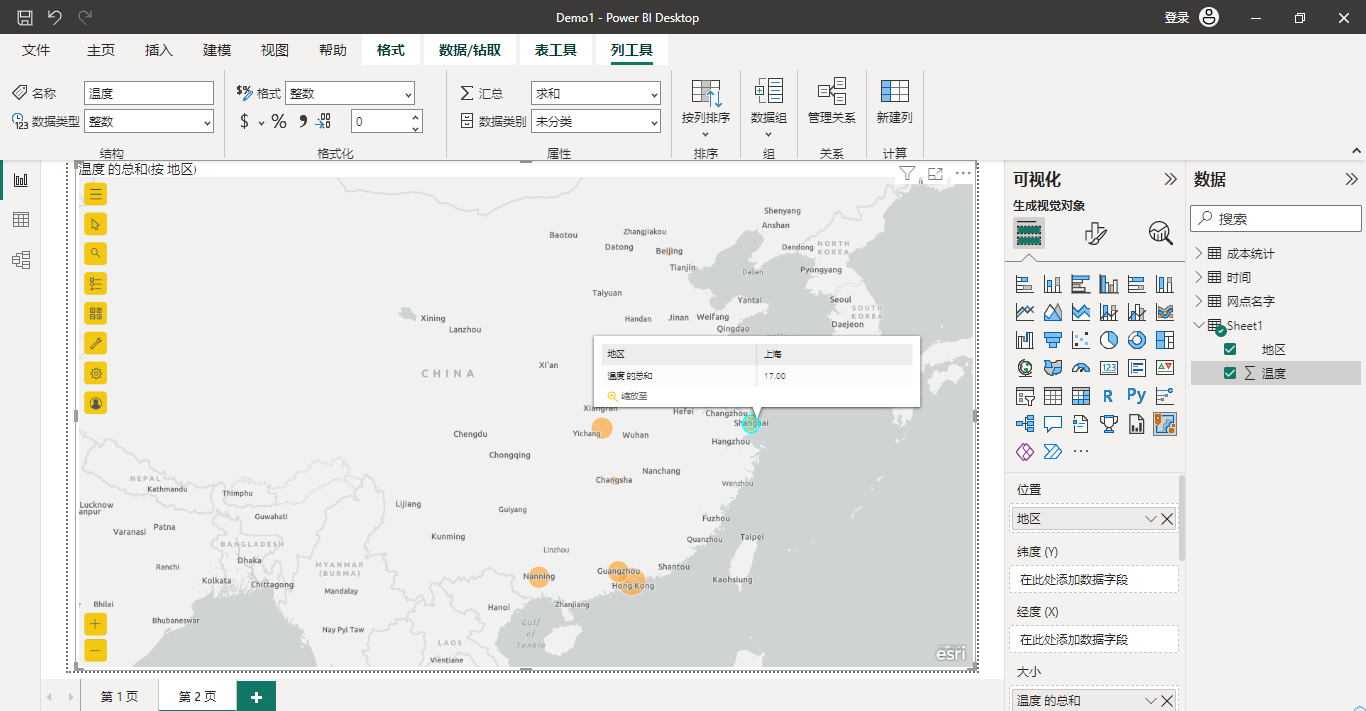 Demo1 - Power BI Desktop
登录
文件 主页 插入 建模 视图 帮助 格式 数据/钻取 表工具 列工具
名称 温度
$% 格式 整数
∑ 汇总 求和
数据类型 整数
$ % 0
数据类别 未分类
按列排序 数据组 管理关系 新建列
结构 格式化 属性 排序 组 关系 计算
温度 的总和(按 地区)
Shenyang
Anshan
Baotou
Zhangjiakou
Datong
Beijing
Dandong
NORTH
KOREA
Tianjin
Dalian
Pyongyang
Taiyuan
Yantai
Seoul
SOUTH
KOREA
Xining
Handan
Jinan
Weifang
Daejeon
Lanzhou
Qingdao
CHINA
Xi'an
地区 上海
温度 的总和 17.00
缩放至
Xiangfan
Hefei
Changzhou
Shanghai
Yichang
Wuhan
Chengdu
Hangzhou
Chongqing
Nanchang
Changsha
Wenzhou
NEPAL
Kathmandu
Thimphu
Lucknow
anpur
Lijiang
Guiyang
Guwahati
Fuzhou
Varanasi
Patna
Kunming
Quanzhou
Taipei
BANGLADESH
Linzhou
Dhaka
Ranchi
MYANMAR
(BURMA)
Kolkata
Chittagong
Nanning
Guangzhou
Shantou
Hong Kong
Kaohsiung
Mandalay
Bhilai
Hanoi
Zhanjiang
Bhubaneswar
Nay Pyi Taw
Gulf
of
Tonkin
LAOS
Vientiane
esri
第 1 页 第 2 页 +
可视化
生成视觉对象
123
R
Py
位置
地区
纬度 (Y)
在此处添加数据字段
经度 (X)
在此处添加数据字段
大小
温度 的总和
数据
搜索
成本统计
时间
网点名字
Sheet1
地区
∑ 温度